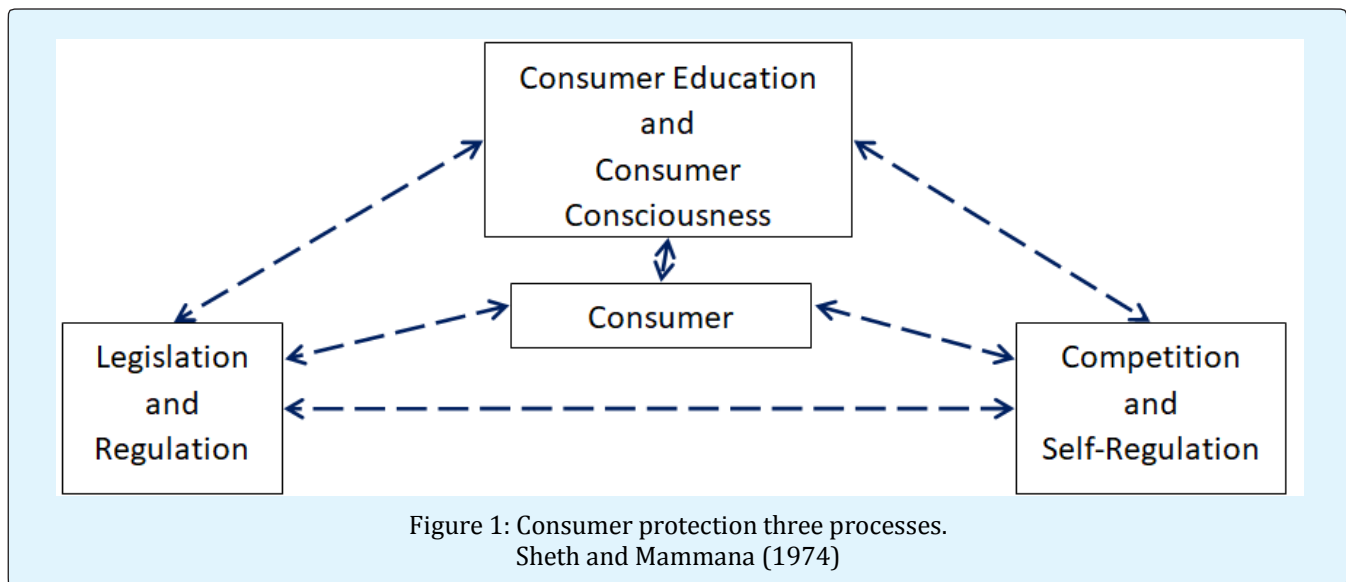 Consumer Education
and
Consumer
Consciousness
Consumer
Legislation
and
Regulation
Competition
and
Self-Regulation
Figure 1: Consumer protection three processes.
Sheth and Mammana (1974)